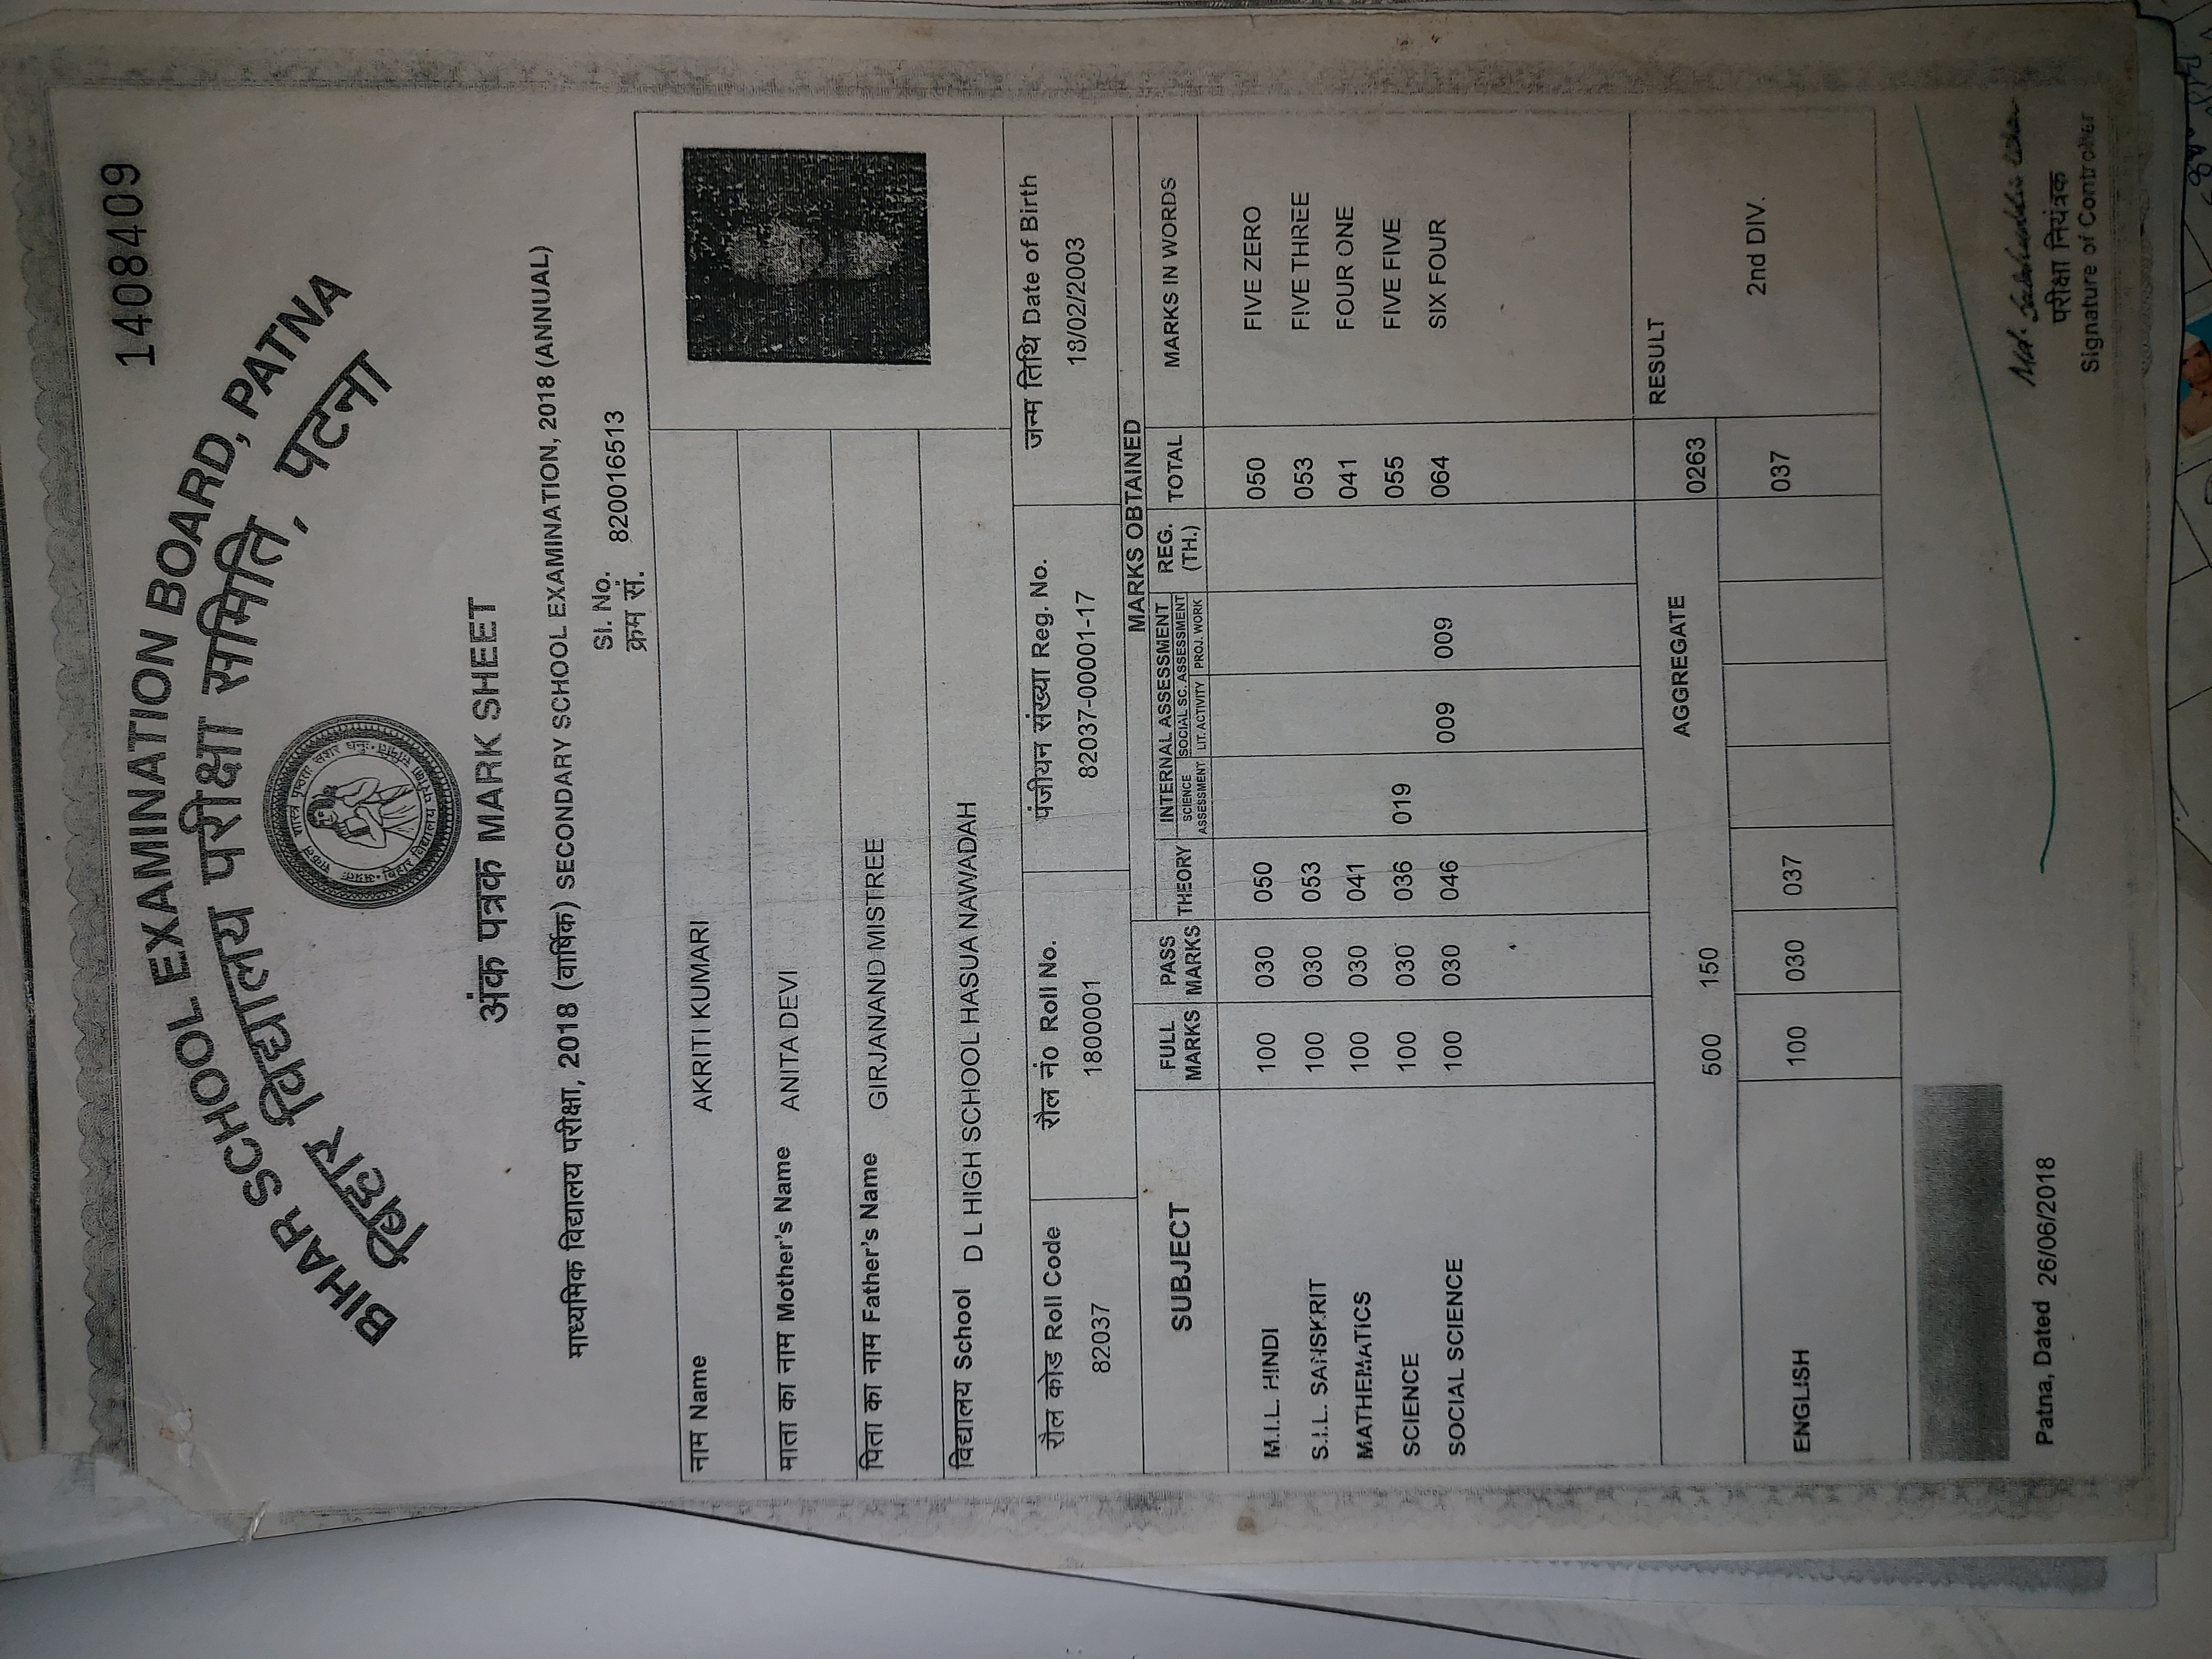 1408409
BIHAR SCHOOL EXAMINATION BOARD, PATNA
बिहार विद्यालय परीक्षा समिति, पटना
अंक पत्रक MARK SHEET
माध्यमिक विद्यालय परीक्षा, 2018 (वार्षिक) SECONDARY SCHOOL EXAMINATION, 2018 (ANNUAL)
Sl. No. 820016513
क्रम सं.
नाम Name AKRITI KUMARI
माता का नाम Mother's Name ANITA DEVI
पिता का नाम Father's Name GIRJANAND MISTREE
विद्यालय School D L HIGH SCHOOL HASUA NAWADAH
रौल कोड Roll Code रौल नं० Roll No. पंजीयन संख्या Reg. No. जन्म तिथि Date of Birth
82037 1800001 82037-00001-17 18/02/2003
MARKS OBTAINED
SUBJECT FULL MARKS PASS MARKS THEORY INTERNAL ASSESSMENT REG. (TH.) TOTAL MARKS IN WORDS
SCIENCE ASSESSMENT SOCIAL SC. ASSESSMENT
LIT. ACTIVITY PROJ. WORK
M.I.L. HINDI 100 030 050 050 FIVE ZERO
S.I.L. SANSKRIT 100 030 053 053 FIVE THREE
MATHEMATICS 100 030 041 041 FOUR ONE
SCIENCE 100 030 036 019 055 FIVE FIVE
SOCIAL SCIENCE 100 030 046 009 009 064 SIX FOUR
AGGREGATE RESULT
500 150 0263
ENGLISH 100 030 037 037 2nd DIV.
Patna, Dated 26/06/2018
परीक्षा नियंत्रक
Signature of Controller